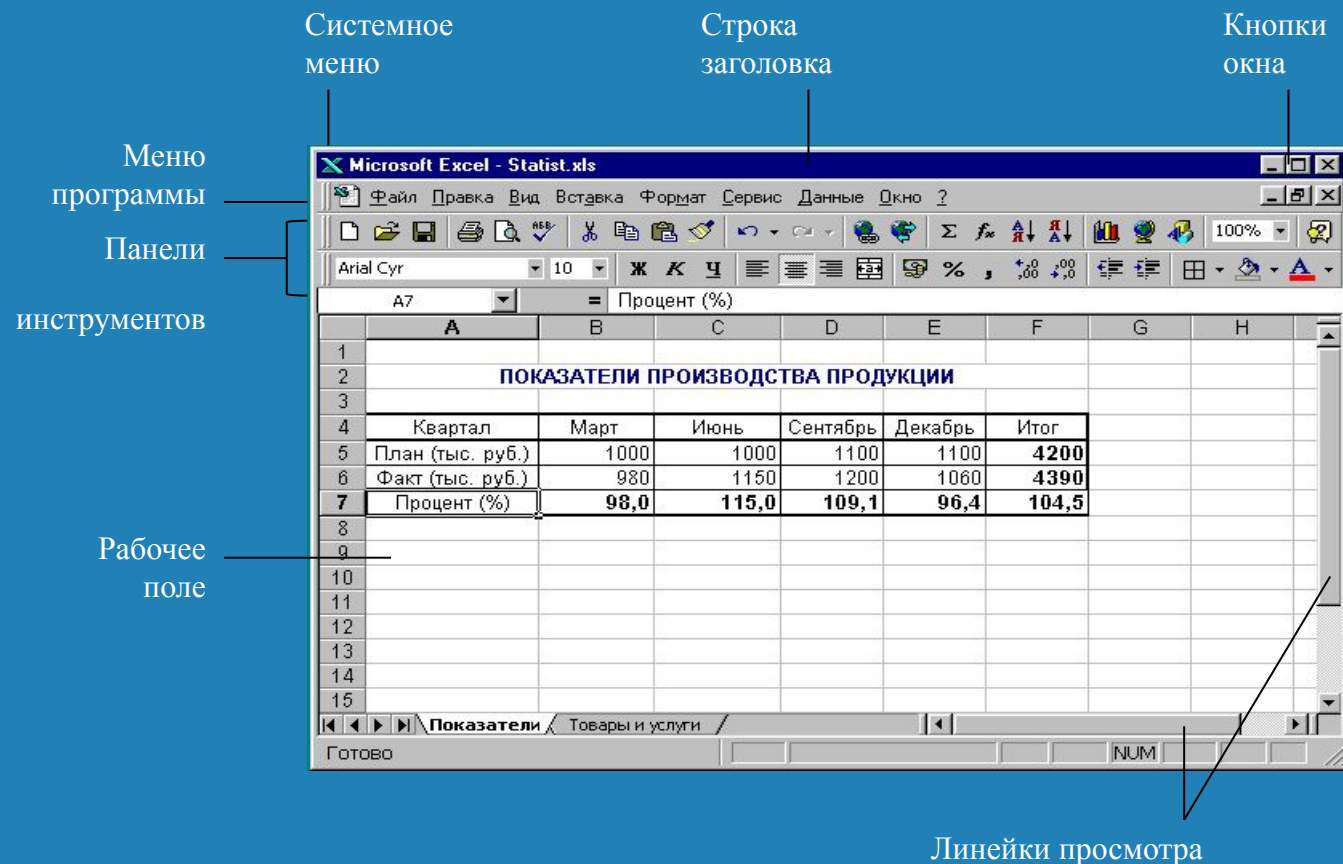 Системное меню
Строка заголовка
Кнопки окна
Меню программы
Панели инструментов
Microsoft Excel - Statist.xls
Файл Правка Вид Вставка Формат Сервис Данные Окно ?
100%
Arial Cyr 10 Ж К Ч % ,
A7 = Процент (%)
A B C D E F G H
1
2 ПОКАЗАТЕЛИ ПРОИЗВОДСТВА ПРОДУКЦИИ
3
4 Квартал Март Июнь Сентябрь Декабрь Итог
5 План (тыс. руб.) 1000 1000 1100 1100 4200
6 Факт (тыс. руб.) 980 1150 1200 1060 4390
7 Процент (%) 98,0 115,0 109,1 96,4 104,5
8
9
10
11
12
13
14
15
Рабочее поле
Показатели Товары и услуги
Готово NUM
Линейки просмотра